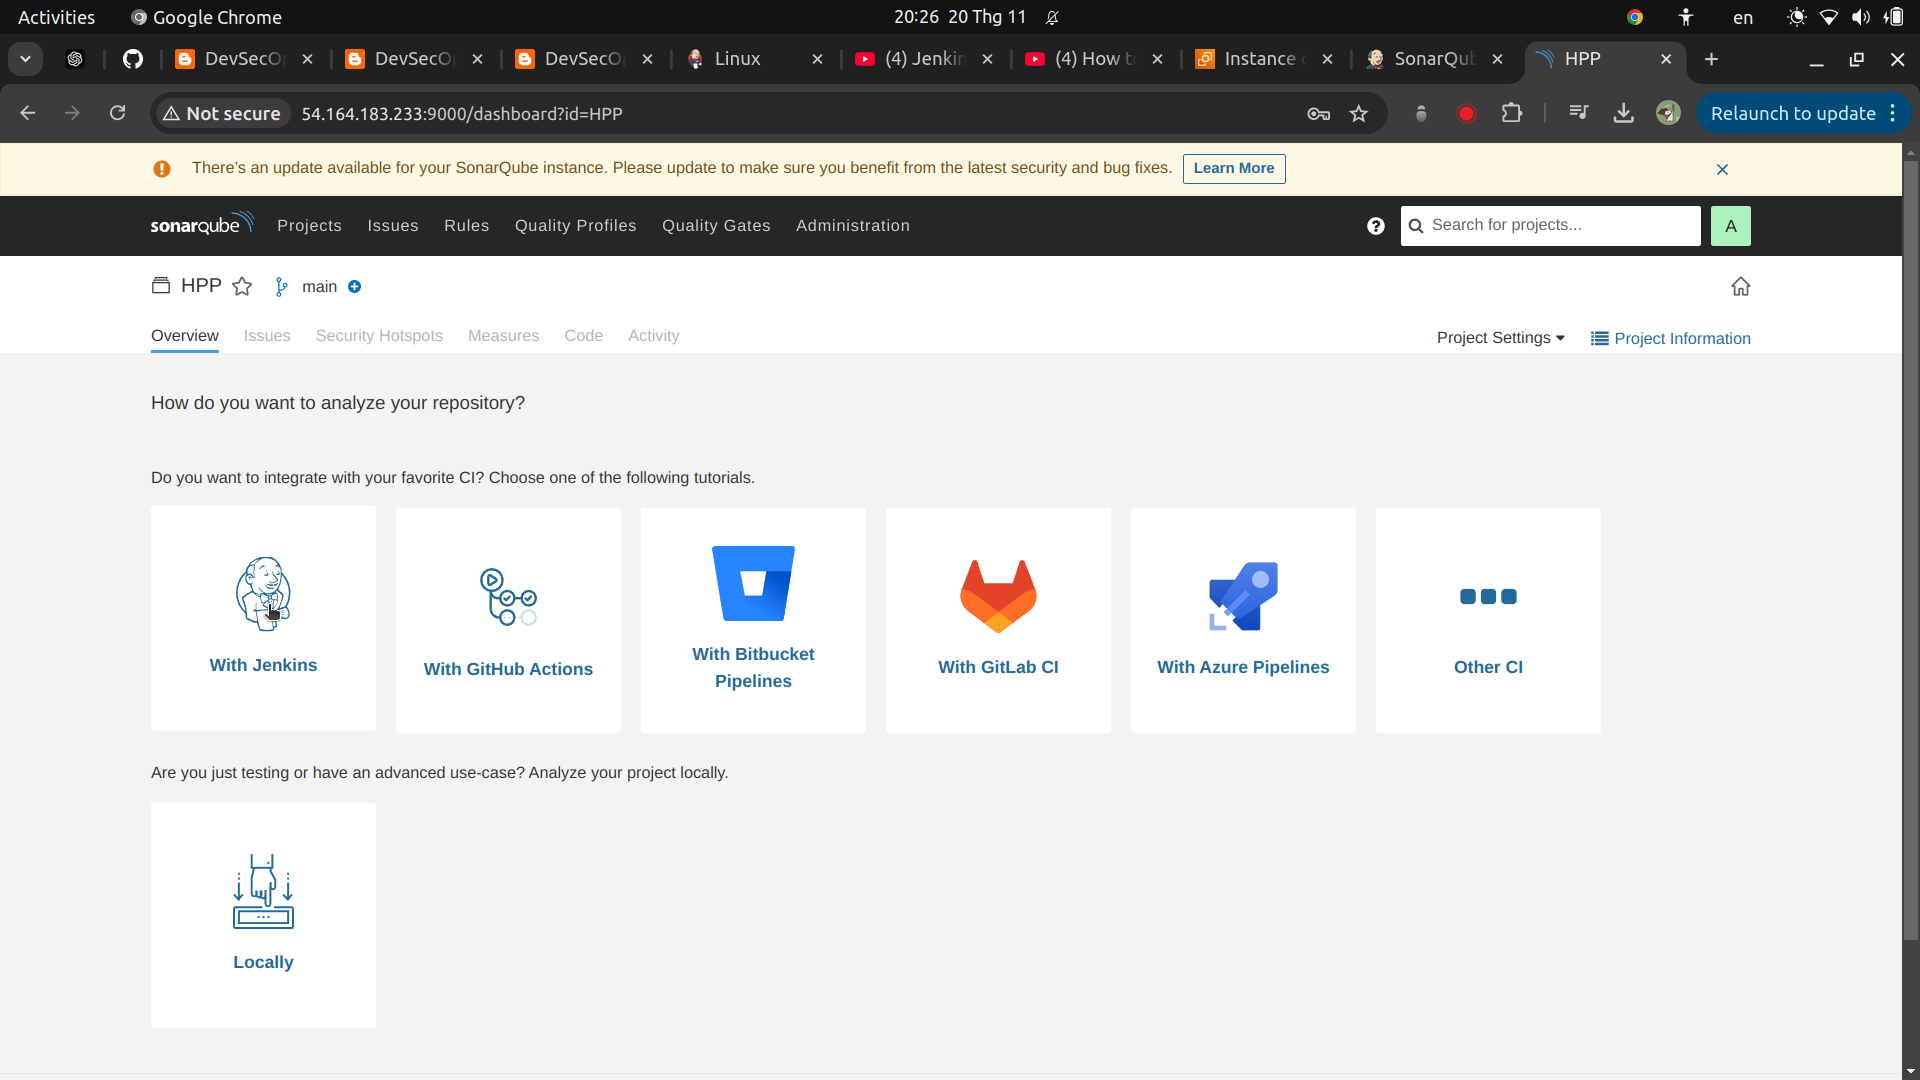 Activities Google Chrome 20:26 20 Thg 11 en
DevSecO DevSecO DevSecO Linux (4) Jenkin (4) How t Instance SonarQu HPP
Not secure 54.164.183.233:9000/dashboard?id=HPP Relaunch to update
There's an update available for your SonarQube instance. Please update to make sure you benefit from the latest security and bug fixes. Learn More
sonarqube Projects Issues Rules Quality Profiles Quality Gates Administration Search for projects... A
HPP main
Overview Issues Security Hotspots Measures Code Activity Project Settings Project Information
How do you want to analyze your repository?
Do you want to integrate with your favorite CI? Choose one of the following tutorials.
With Jenkins
With GitHub Actions
With Bitbucket
Pipelines
With GitLab CI
With Azure Pipelines
Other CI
Are you just testing or have an advanced use-case? Analyze your project locally.
Locally